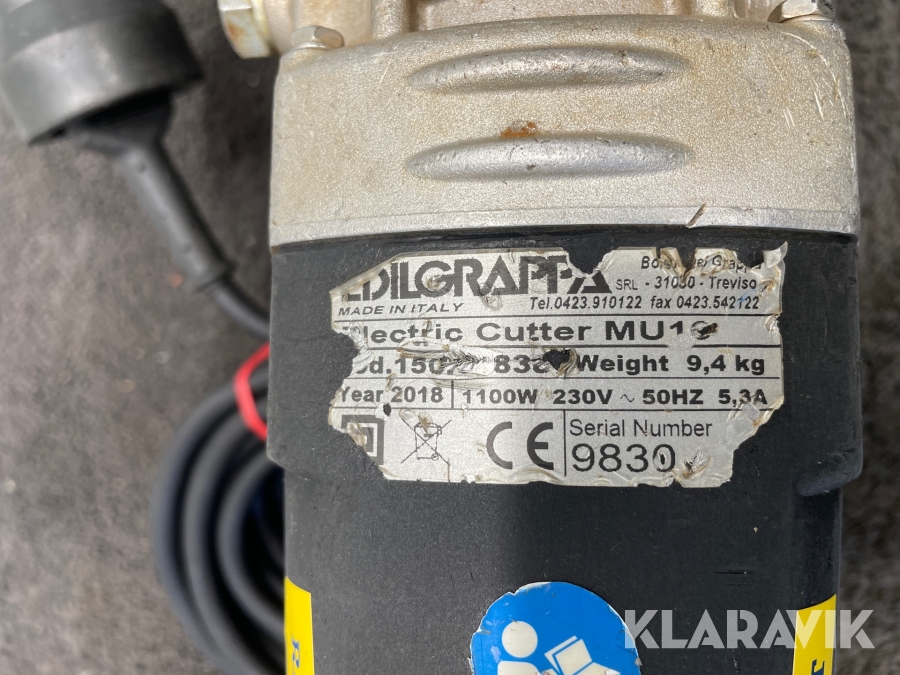 EDILGRAPPA
SRL - 31030 - Treviso
MADE IN ITALY
Tel.0423.910122 fax 0423.542122
Electric Cutter
Weight 9,4 kg
Year 2018 1100W 230V ~ 50HZ 5,3A
CE
Serial Number
9830
KLARAVIK